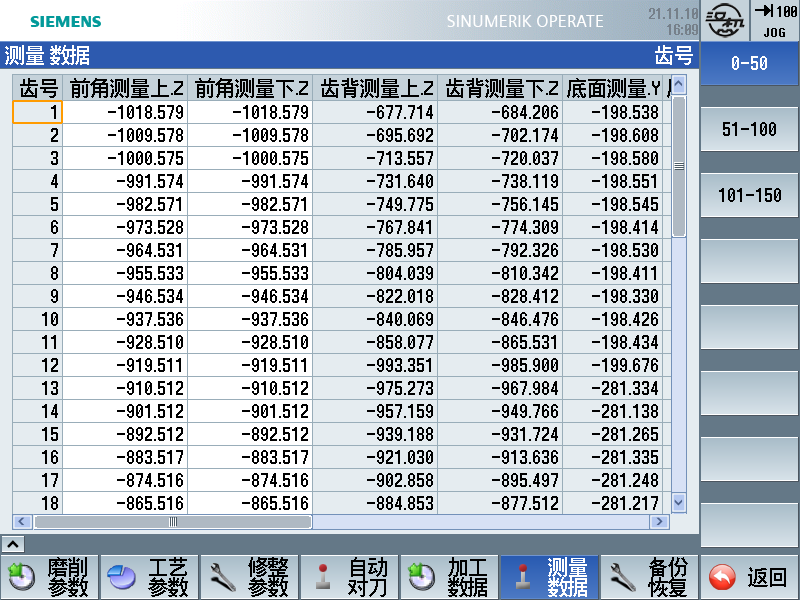 SIEMENS
SINUMERIK OPERATE
21.11.10
16:09
汉机
→100
JOG
测量 数据 齿号
齿号 前角测量上.Z 前角测量下.Z 齿背测量上.Z 齿背测量下.Z 底面测量.Y
1 -1018.579 -1018.579 -677.714 -684.206 -198.538
2 -1009.578 -1009.578 -695.692 -702.174 -198.608
3 -1000.575 -1000.575 -713.557 -720.037 -198.580
4 -991.574 -991.574 -731.640 -738.119 -198.551
5 -982.571 -982.571 -749.775 -756.145 -198.545
6 -973.528 -973.528 -767.841 -774.309 -198.414
7 -964.531 -964.531 -785.957 -792.326 -198.530
8 -955.533 -955.533 -804.039 -810.342 -198.411
9 -946.534 -946.534 -822.018 -828.412 -198.330
10 -937.536 -937.536 -840.069 -846.476 -198.426
11 -928.510 -928.510 -858.077 -865.531 -198.434
12 -919.511 -919.511 -993.351 -985.900 -199.676
13 -910.512 -910.512 -975.273 -967.984 -281.334
14 -901.512 -901.512 -957.159 -949.766 -281.138
15 -892.512 -892.512 -939.188 -931.724 -281.265
16 -883.517 -883.517 -921.030 -913.636 -281.335
17 -874.516 -874.516 -902.858 -895.497 -281.248
18 -865.516 -865.516 -884.853 -877.512 -281.217
0-50
51-100
101-150
磨削
参数
工艺
参数
修整
参数
自动
对刀
加工
数据
测量
数据
备份
恢复
返回